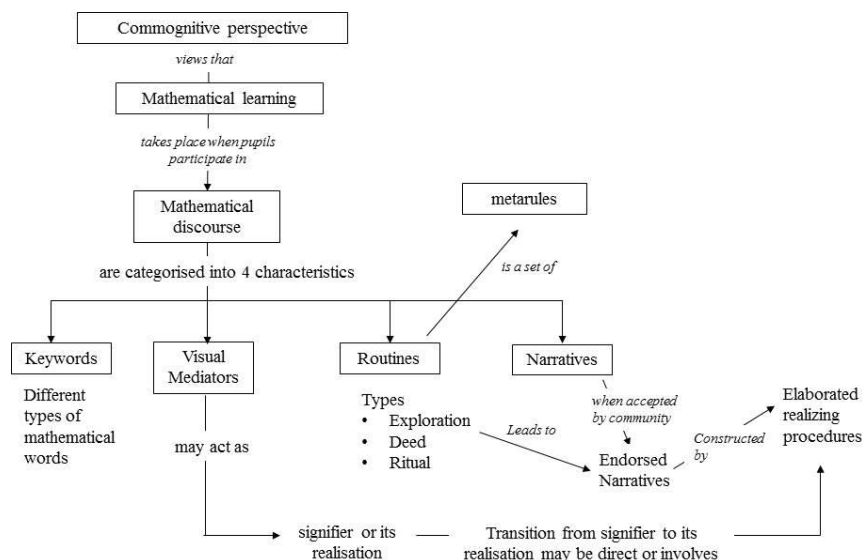 Commognitive perspective
views that
Mathematical learning
takes place when pupils
participate in
Mathematical
discourse
metarules
are categorised into 4 characteristics
is a set of
Keywords
Visual
Mediators
Routines
Narratives
Different
types of
mathematical
words
may act as
Types
• Exploration
• Deed
• Ritual
Leads to
when accepted
by community
Endorsed
Narratives
Constructed
by
Elaborated
realizing
procedures
signifier or its
realisation
Transition from signifier to its
realisation may be direct or involves